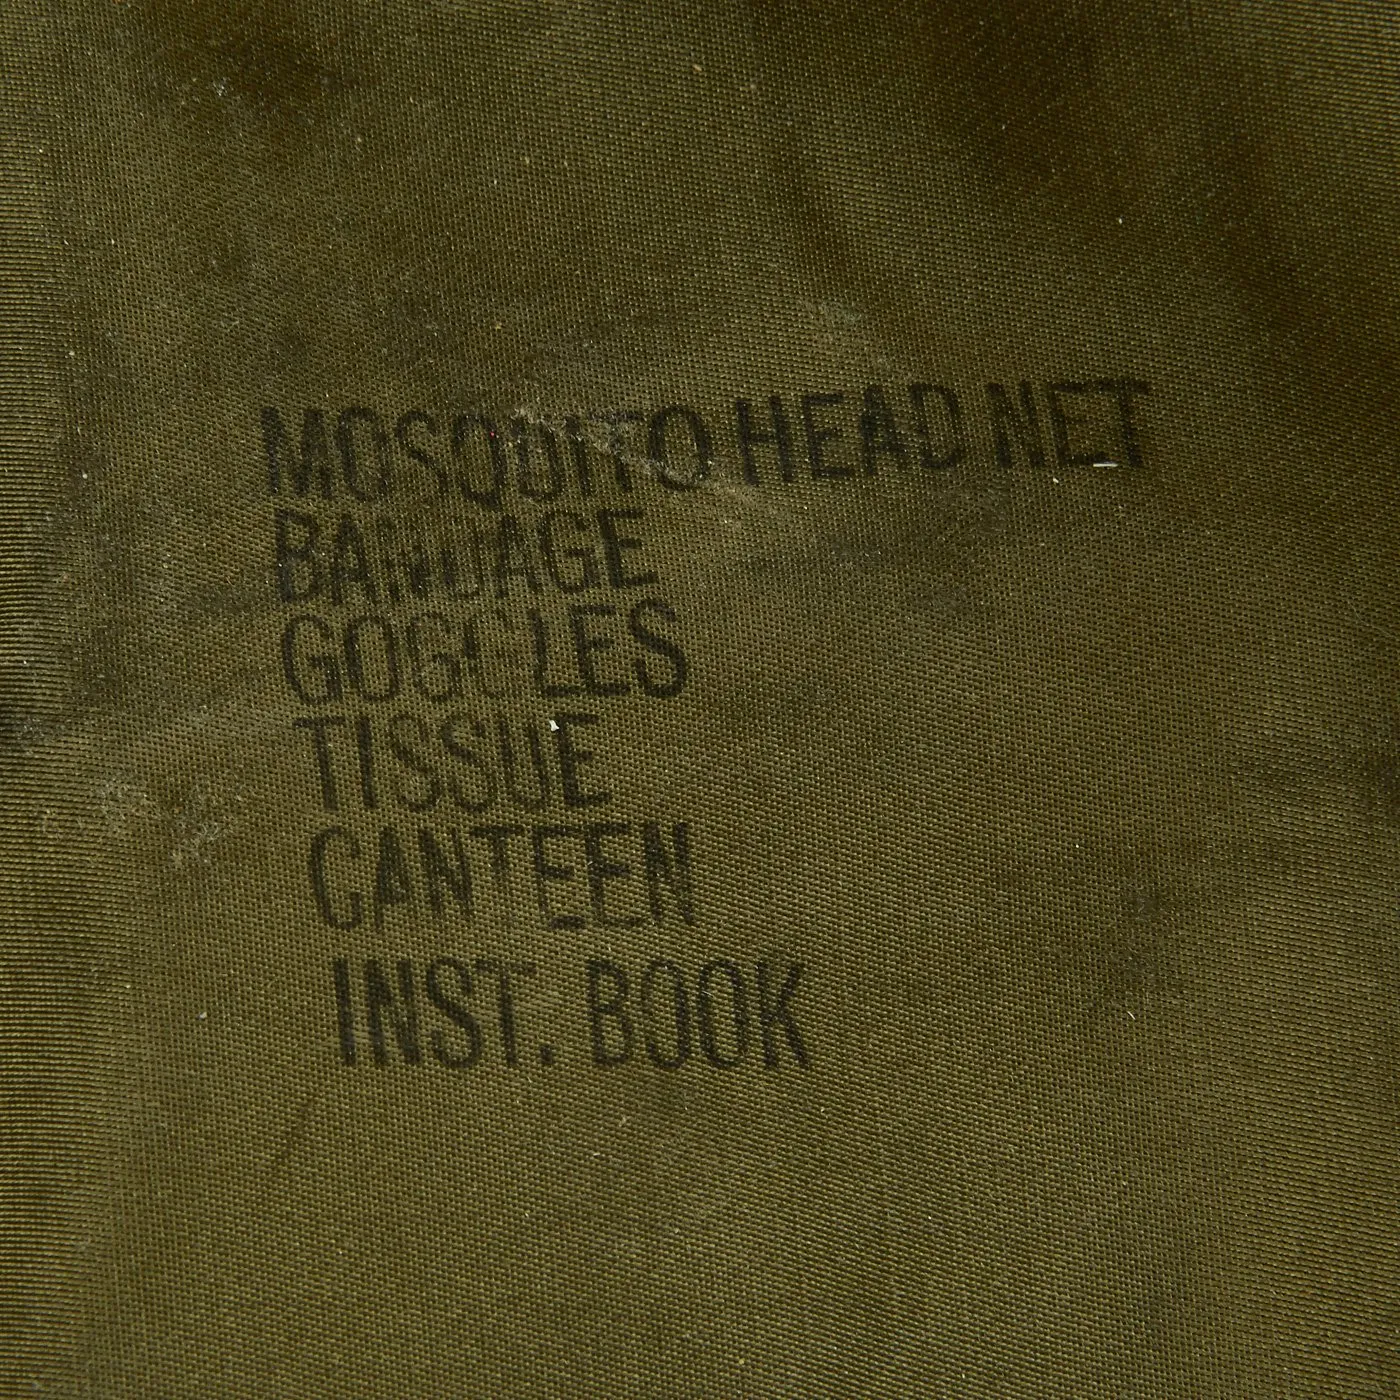 MOSQUITO HEAD NET
BANDAGE
GOGGLES
TISSUE
CANTEEN
INST. BOOK